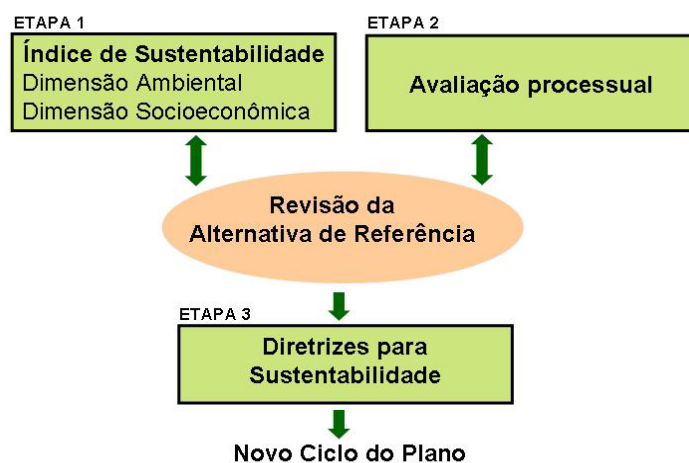 ETAPA 1
Índice de Sustentabilidade
Dimensão Ambiental
Dimensão Socioeconômica
ETAPA 2
Avaliação processual
Revisão da
Alternativa de Referência
ETAPA 3
Diretrizes para
Sustentabilidade
Novo Ciclo do Plano